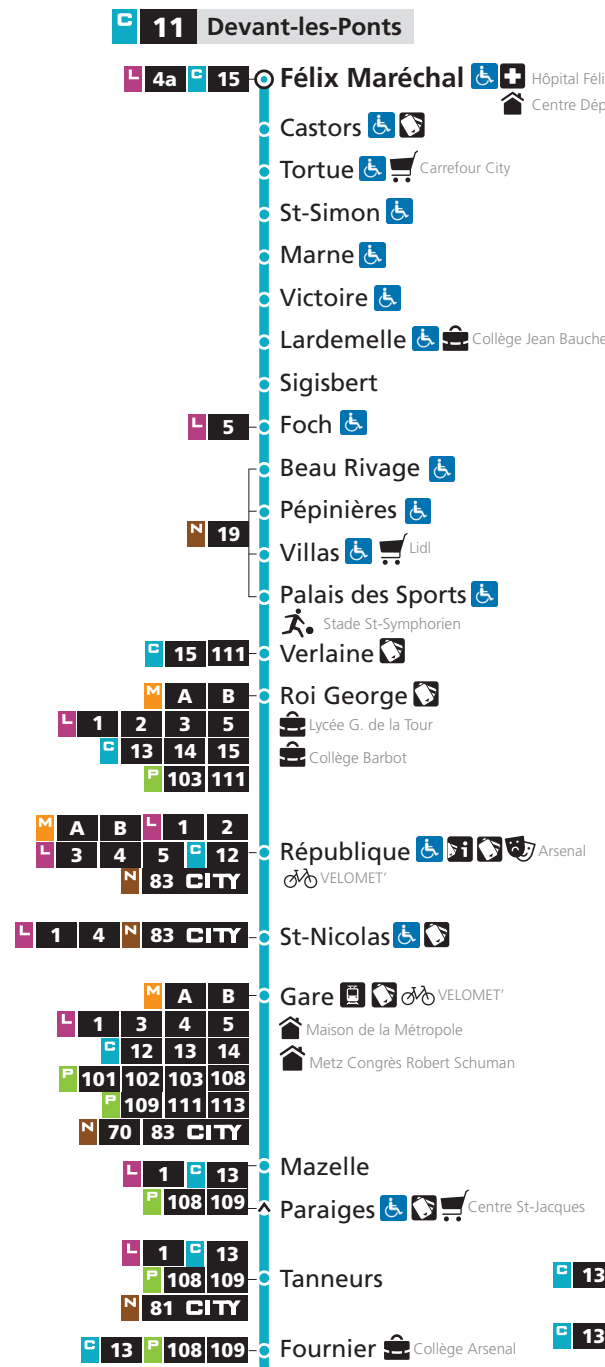 C 11 Devant-les-Ponts
L 4a C 15 Félix Maréchal Hôpital
Centre
Castors
Tortue Carrefour City
St-Simon
Marne
Victoire
Lardemelle Collège Jean
Sigisbert
L 5 Foch
Beau Rivage
Pépinières
N 19
Villas Lidl
Palais des Sports
Stade St-Symphorien
C 15 111 Verlaine
M A B Roi George
L 1 2 3 5 Lycée G. de la Tour
C 13 14 15 Collège Barbot
P 103 111
M A B L 1 2
L 3 4 5 C 12 République Arsenal
N 83 CITY VELOMET'
L 1 4 N 83 CITY St-Nicolas
M A B Gare VELOMET'
L 1 3 4 5 Maison de la Métropole
C 12 13 14 Metz Congrès Robert Schuman
P 101 102 103 108
P 109 111 113
N 70 83 CITY
L 1 C 13 Mazelle
P 108 109 Paraiges Centre St-Jacques
L 1 C 13
P 108 109 Tanneurs C 13
N 81 CITY
C 13 P 108 109 Fournier Collège Arsenal C 13